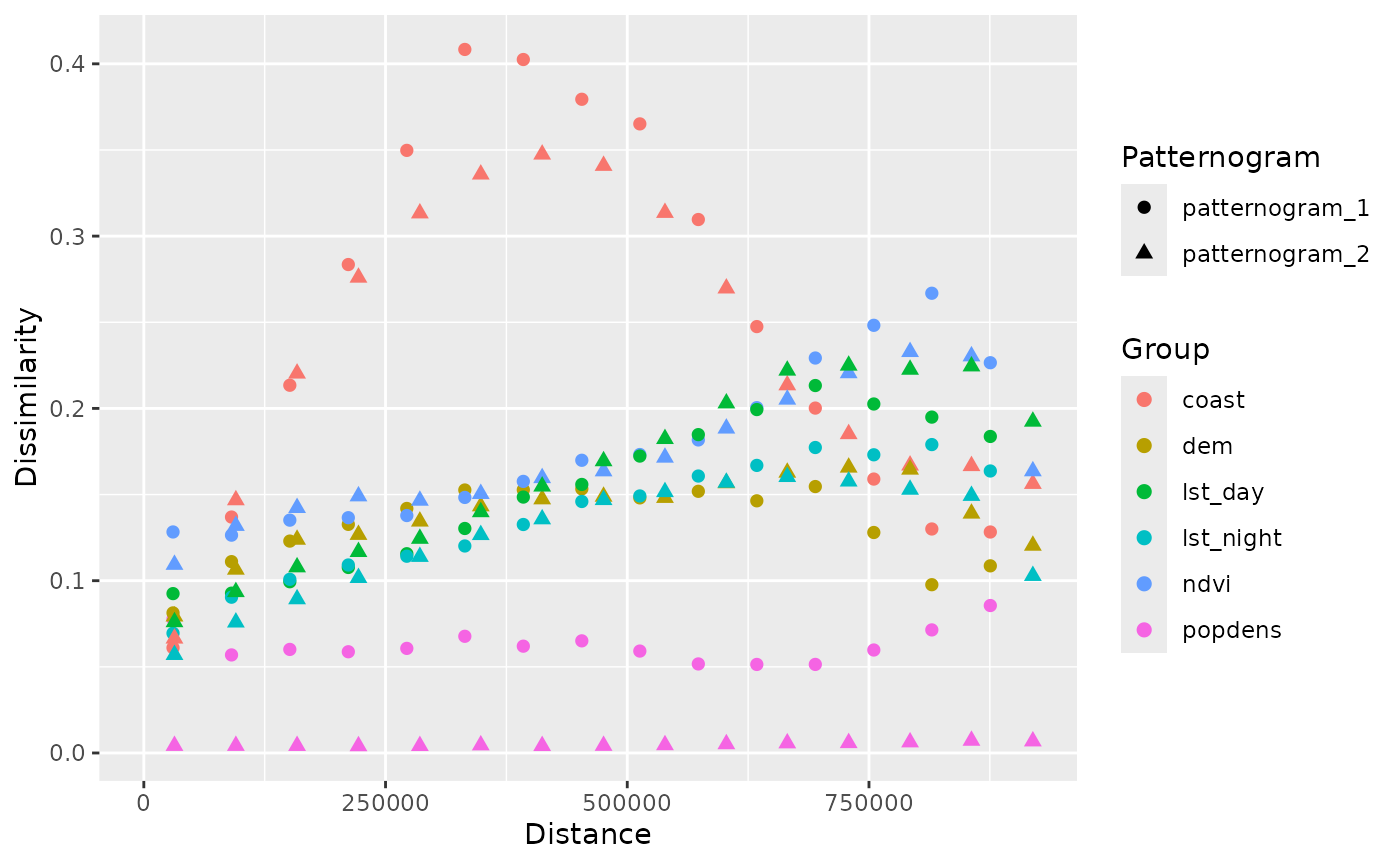 0.4
0.3
0.2
0.1
0.0
0
250000
500000
750000
Distance
Dissimilarity
Patternogram
patternogram_1
patternogram_2
Group
coast
dem
lst_day
lst_night
ndvi
popdens